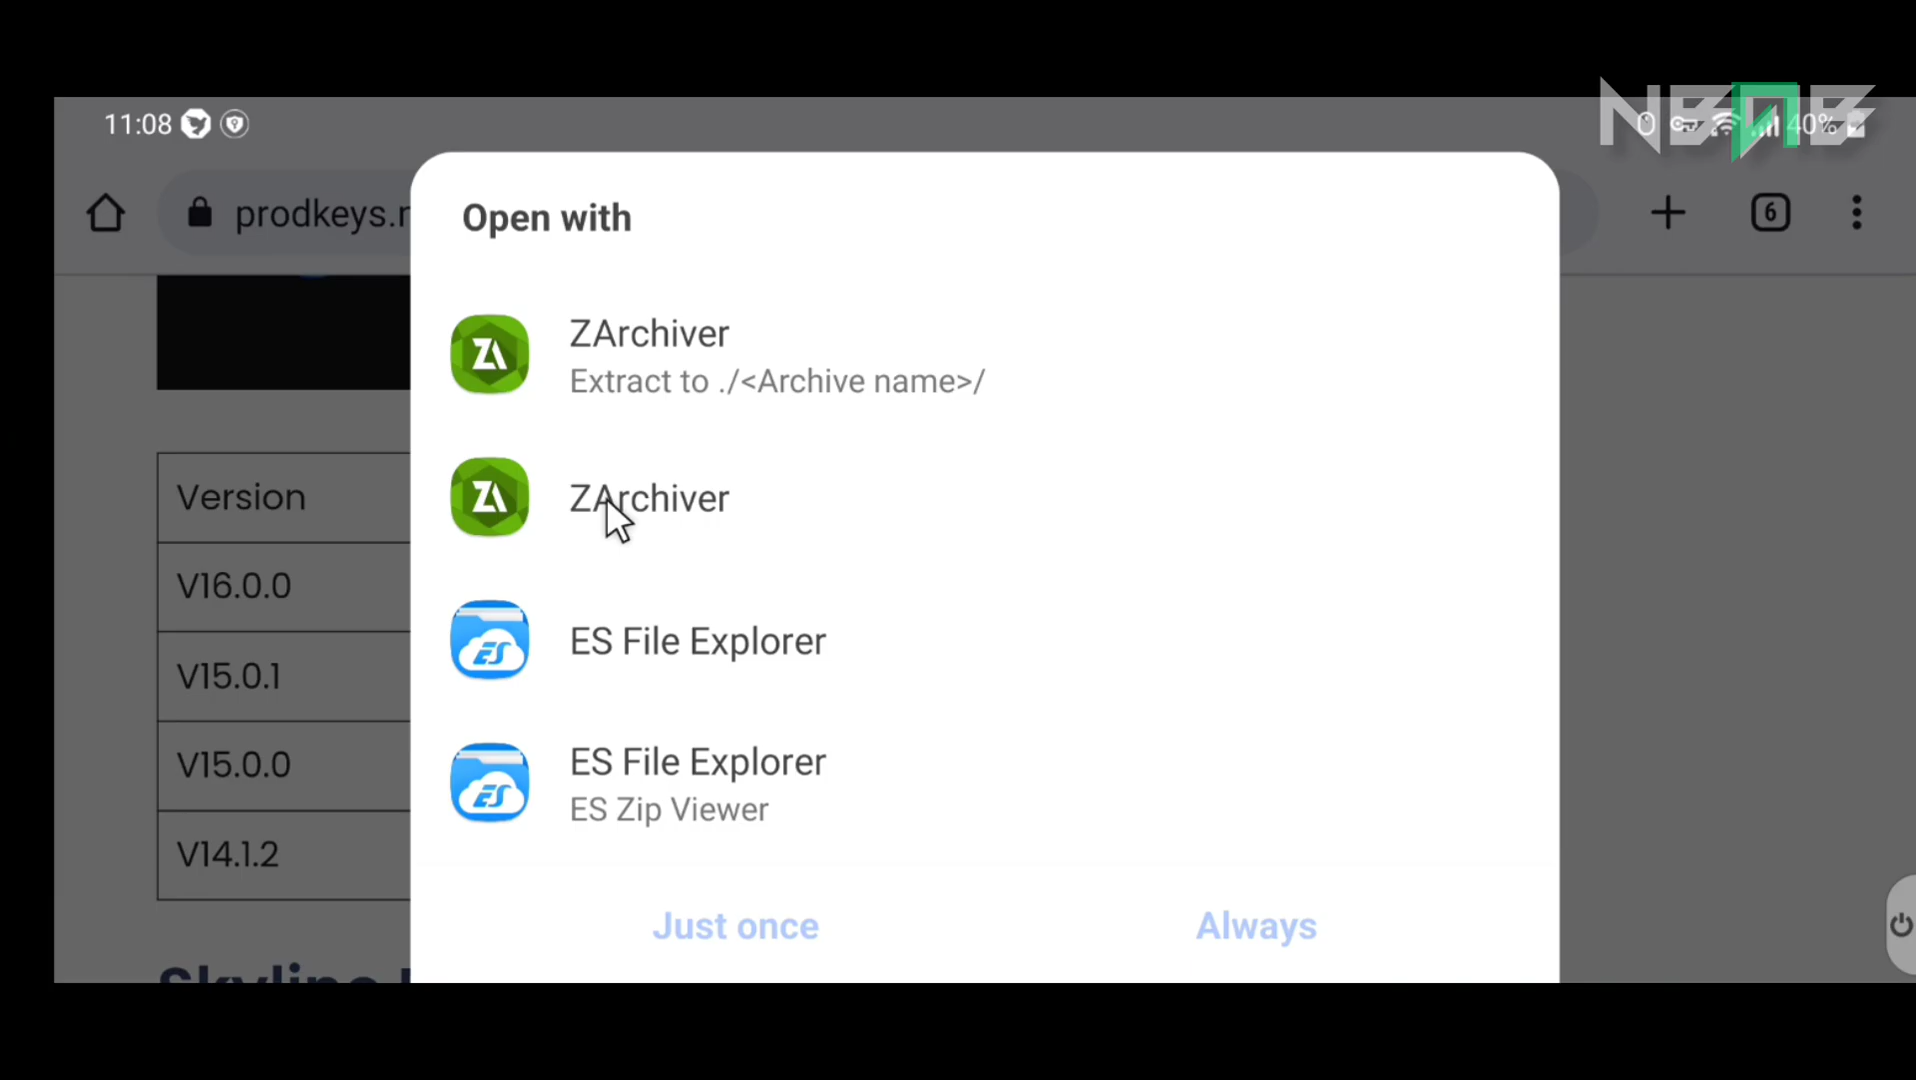 NBAB
11:08
40%
prodkeys.
6
Open with
ZArchiver
Extract to ./<Archive name>/
ZArchiver
ES File Explorer
ES File Explorer
ES Zip Viewer
Just once
Always
Version
V16.0.0
V15.0.1
V15.0.0
V14.1.2
Skyline